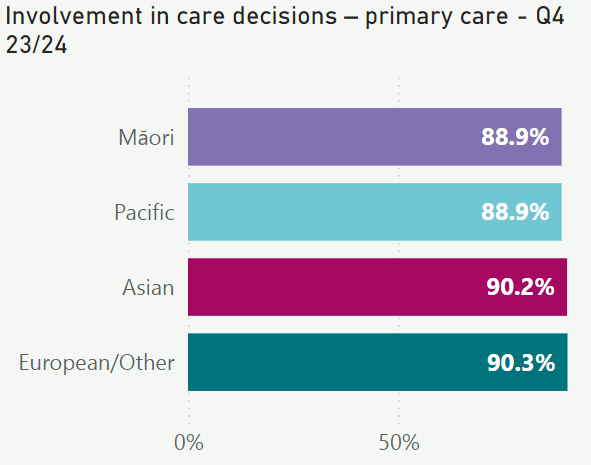 Involvement in care decisions – primary care - Q4
23/24
Māori 88.9%
Pacific 88.9%
Asian 90.2%
European/Other 90.3%
0% 50%